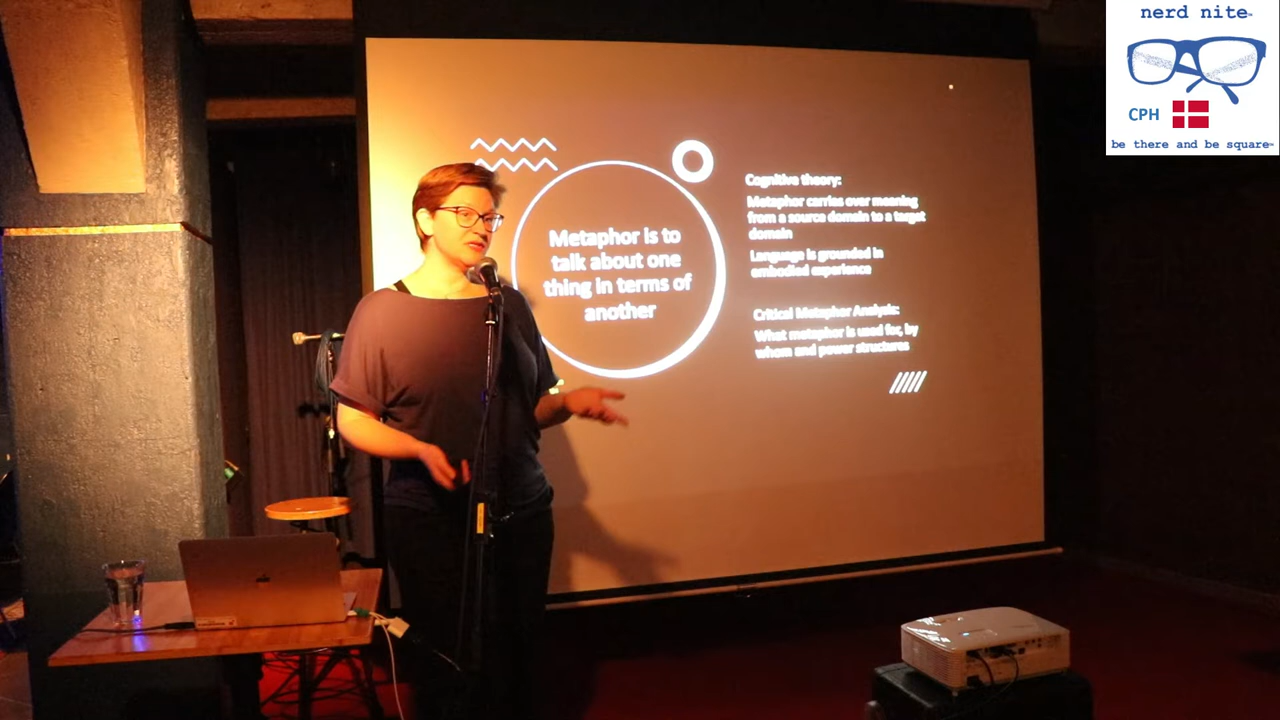 nerd nite™
CPH
be there and be square™
Metaphor is to
talk about one
thing in terms of
another
Cognitive theory:
Metaphor carries over meaning
from a source domain to a target
domain
Language is grounded in
embodied experience
Critical Metaphor Analysis:
What metaphor is used for, by
whom and power structures